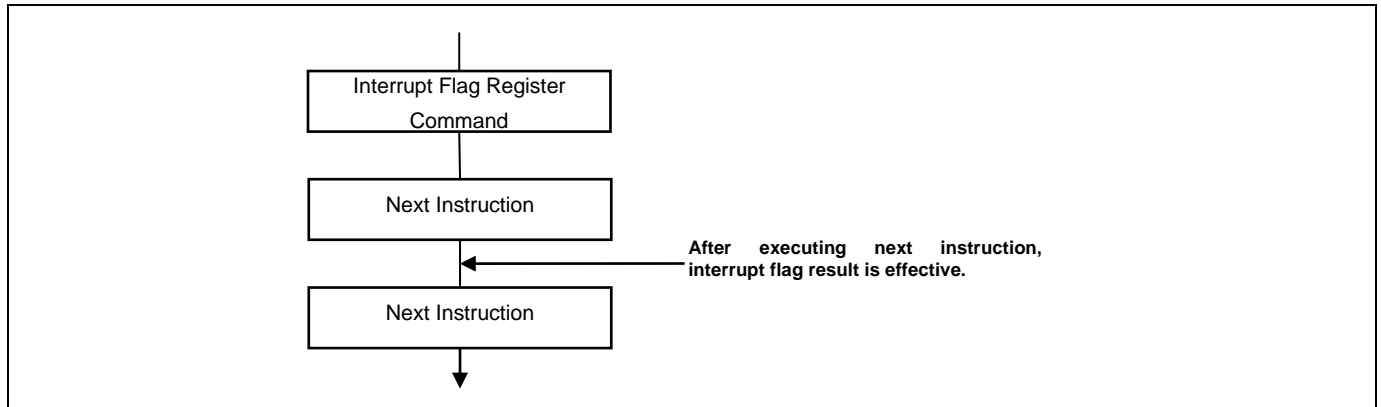 Interrupt Flag Register
Command
Next Instruction
After executing next instruction,
interrupt flag result is effective.
Next Instruction